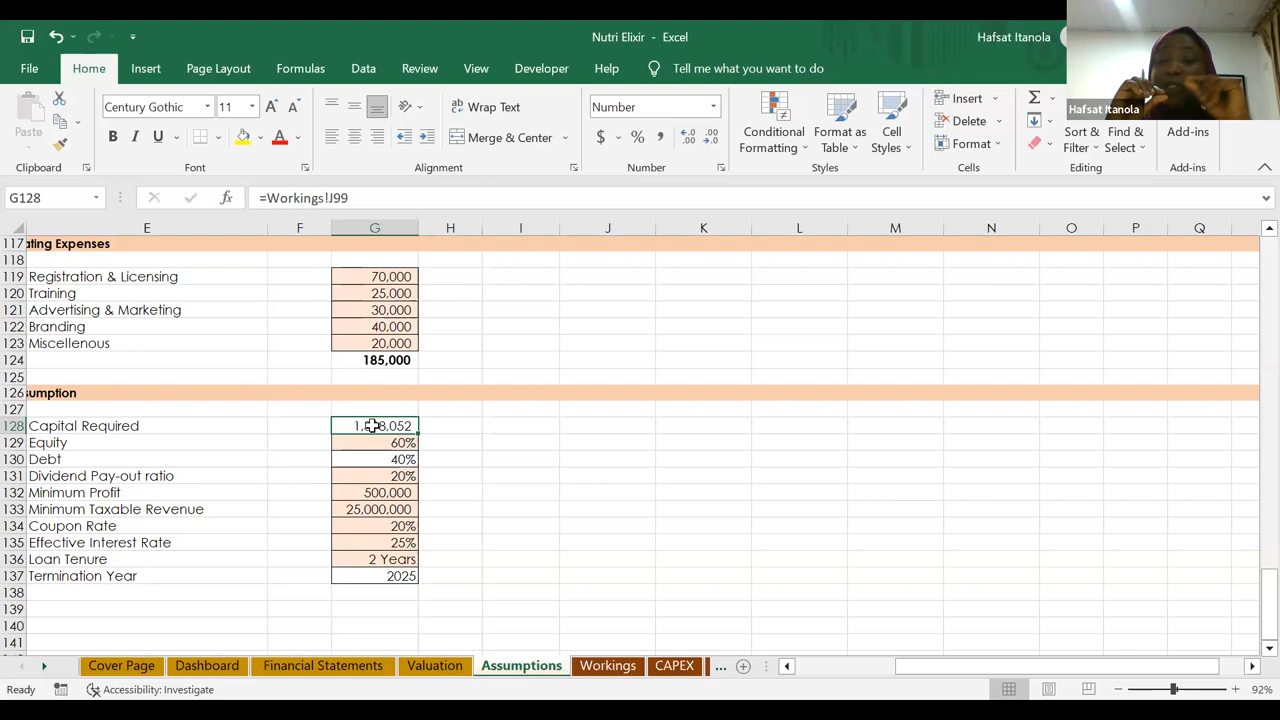 Nutri Elixir - Excel
Hafsat Itanola
File Home Insert Page Layout Formulas Data Review View Developer Help Tell me what you want to do
Hafsat Itanola
Paste
Clipboard
Century Gothic 11
B I U
Font
Wrap Text
Merge & Center
Alignment
Number
$ % ,
Number
Conditional Formatting
Format as Table
Cell Styles
Styles
Insert
Delete
Format
Cells
Sort & Filter
Find & Select
Editing
Add-ins
Add-ins
G128 fx =Workings!J99
E F G H I J K L M N O P Q
117 ating Expenses
118
119 Registration & Licensing 70,000
120 Training 25,000
121 Advertising & Marketing 30,000
122 Branding 40,000
123 Miscellenous 20,000
124 185,000
125
126 sumption
127
128 Capital Required 8,052
129 Equity 60%
130 Debt 40%
131 Dividend Pay-out ratio 20%
132 Minimum Profit 500,000
133 Minimum Taxable Revenue 25,000,000
134 Coupon Rate 20%
135 Effective Interest Rate 25%
136 Loan Tenure 2 Years
137 Termination Year 2025
138
139
140
141
Cover Page Dashboard Financial Statements Valuation Assumptions Workings CAPEX ...
Ready Accessibility: Investigate 92%